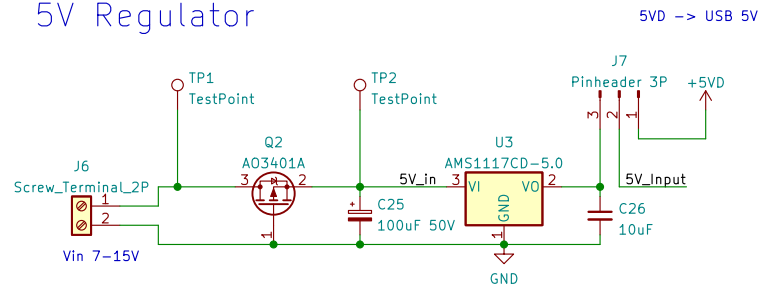 5V Regulator
5VD -> USB 5V
J7
Pinheader 3P
+5VD
TP1
TestPoint
TP2
TestPoint
3
2
1
Q2
AO3401A
U3
AMS1117CD-5.0
J6
Screw_Terminal_2P
3
2
5V_in
3
VI
VO
2
5V_Input
1
2
C25
100uF 50V
GND
C26
10uF
1
1
Vin 7-15V
GND